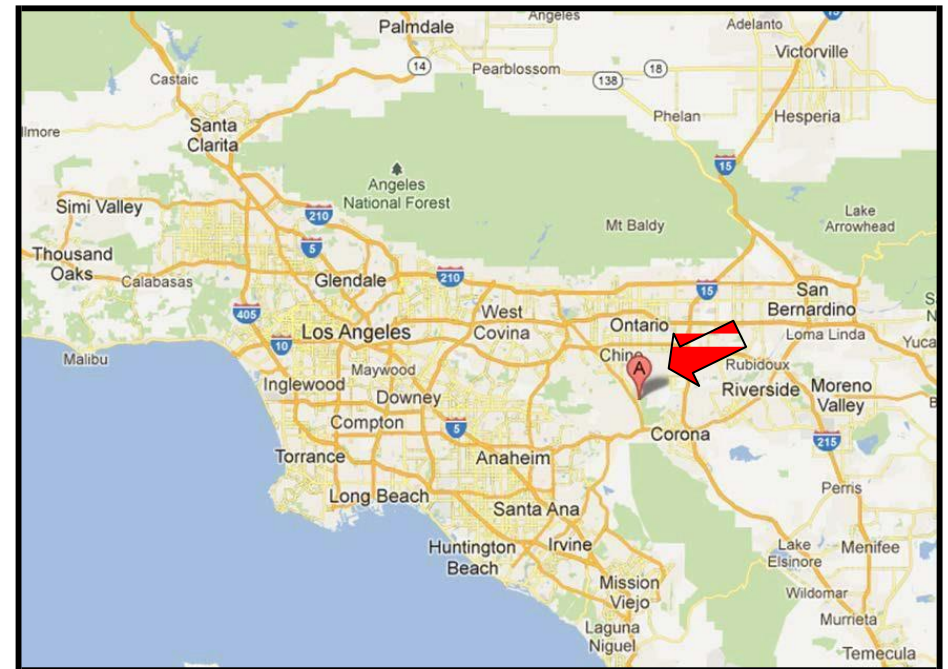 Angeles
Palmdale
Adelanto
15
Victorville
14
Pearblossom
18
138
Castaic
Phelan
Hesperia
llmore
Santa
Clarita
15
Angeles
National Forest
Simi Valley
210
Mt Baldy
Lake
Arrowhead
5
Thousand
Oaks
Calabasas
Glendale
210
15
San
Bernardino
405
West
Covina
Ontario
Los Angeles
Loma Linda
Yuca
10
Malibu
Maywood
Chino
A
Rubidoux
Inglewood
Riverside
Moreno
Valley
Downey
Compton
5
Corona
215
Torrance
Anaheim
Perris
Long Beach
Santa Ana
Huntington
Beach
Irvine
Lake
Elsinore
Menifee
Mission
Viejo
Wildomar
Laguna
Niguel
Murrieta
Temecula